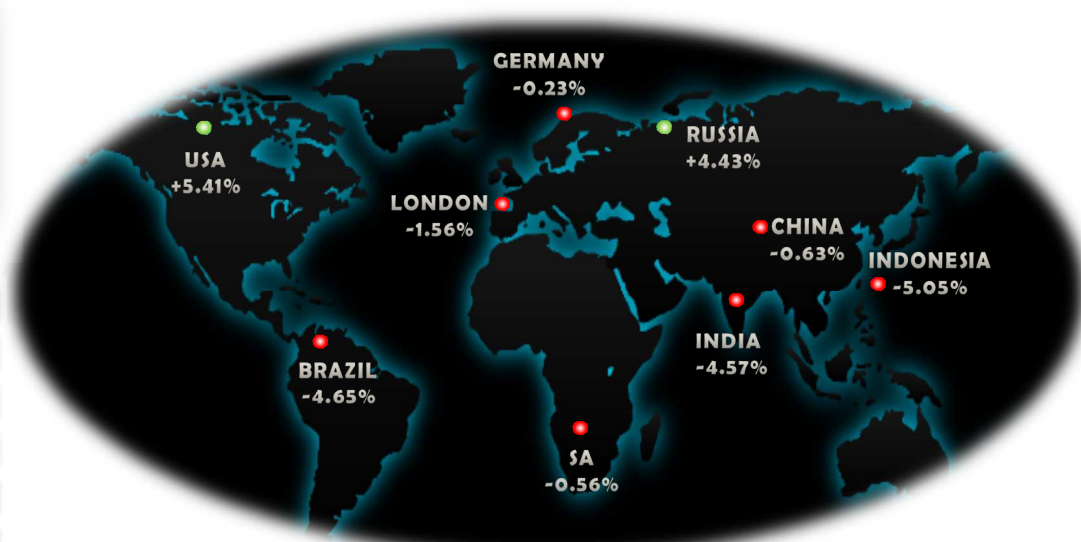 GERMANY
-0.23%
RUSSIA
+4.43%
USA
+5.41%
LONDON
-1.56%
CHINA
-0.63%
INDONESIA
-5.05%
INDIA
-4.57%
BRAZIL
-4.65%
SA
-0.56%